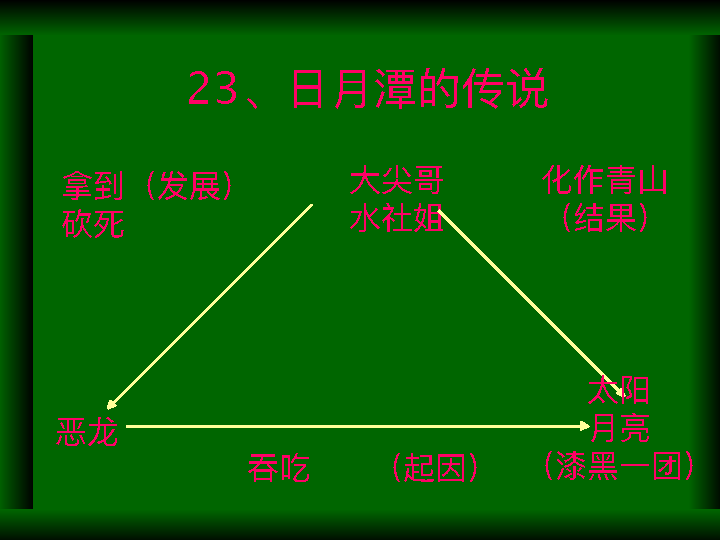 23、日月潭的传说
拿到（发展）
砍死
大尖哥
水社姐
化作青山
（结果）
恶龙
吞吃
（起因）
太阳
月亮
（漆黑一团）